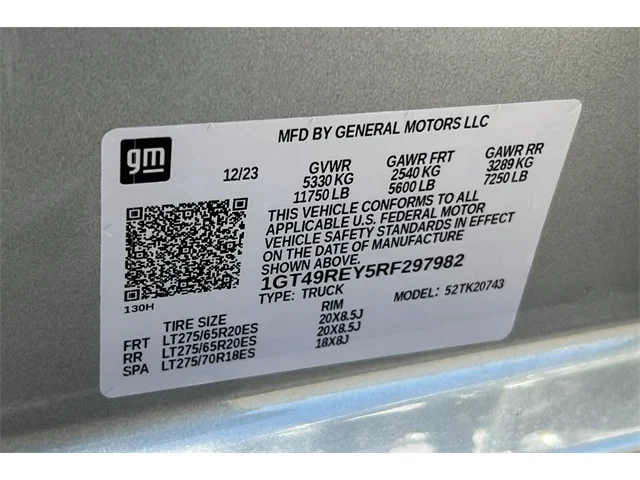 gm
MFD BY GENERAL MOTORS LLC
12/23 GVWR GAWR FRT GAWR RR
5330 KG 2540 KG 3289 KG
11750 LB 5600 LB 7250 LB
THIS VEHICLE CONFORMS TO ALL
APPLICABLE U.S. FEDERAL MOTOR
VEHICLE SAFETY STANDARDS IN EFFECT
ON THE DATE OF MANUFACTURE
1GT49REY5RF297982
130H
TYPE: TRUCK MODEL: 52TK20743
TIRE SIZE RIM
FRT LT275/65R20ES 20X8.5J
RR LT275/65R20ES 20X8.5J
SPA LT275/70R18ES 18X8J